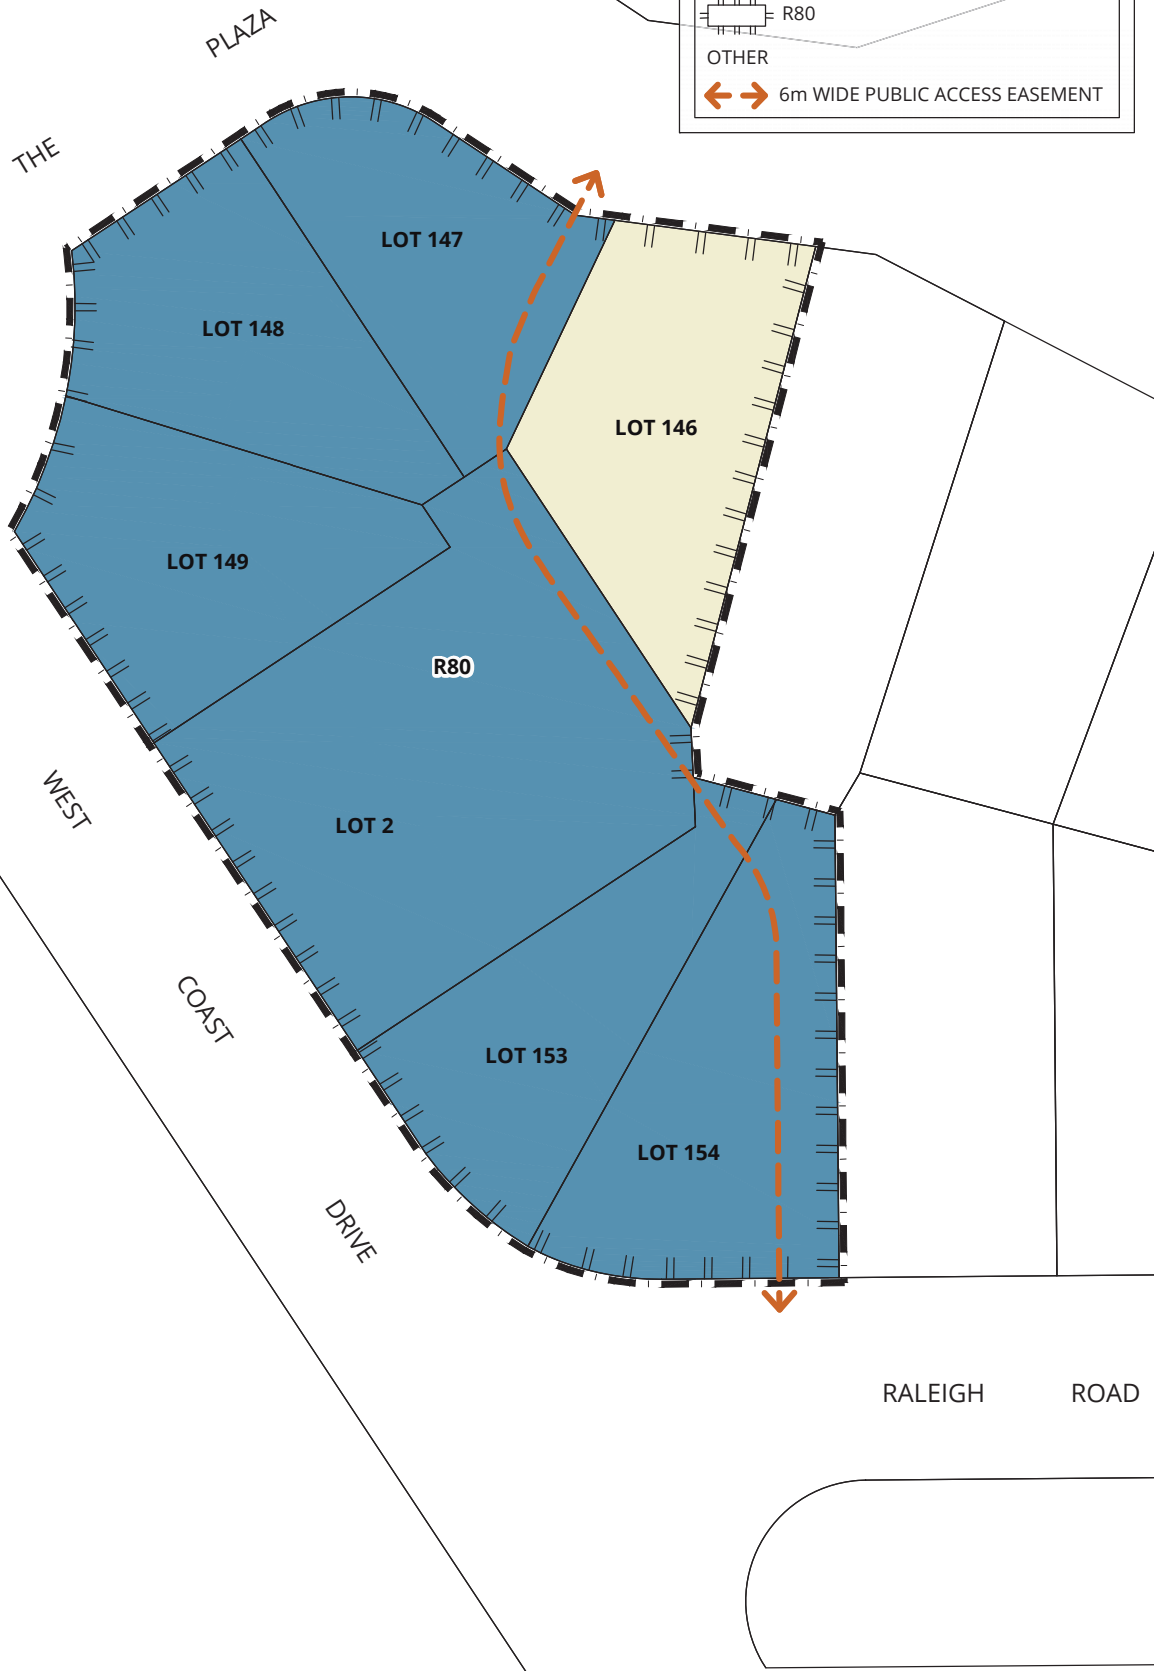 R80
OTHER
6m WIDE PUBLIC ACCESS EASEMENT
THE PLAZA
LOT 147
LOT 148
LOT 146
LOT 149
R80
LOT 2
WEST COAST DRIVE
LOT 153
LOT 154
RALEIGH ROAD